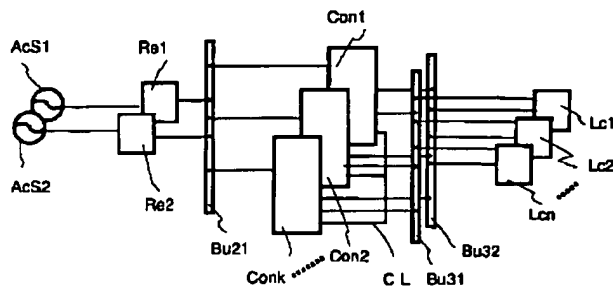 Con1
AcS1
Re1
Lc1
AcS2
Lc2
Lcn
Re2
Bu32
Bu21
Con2
Conk
C L
Bu31